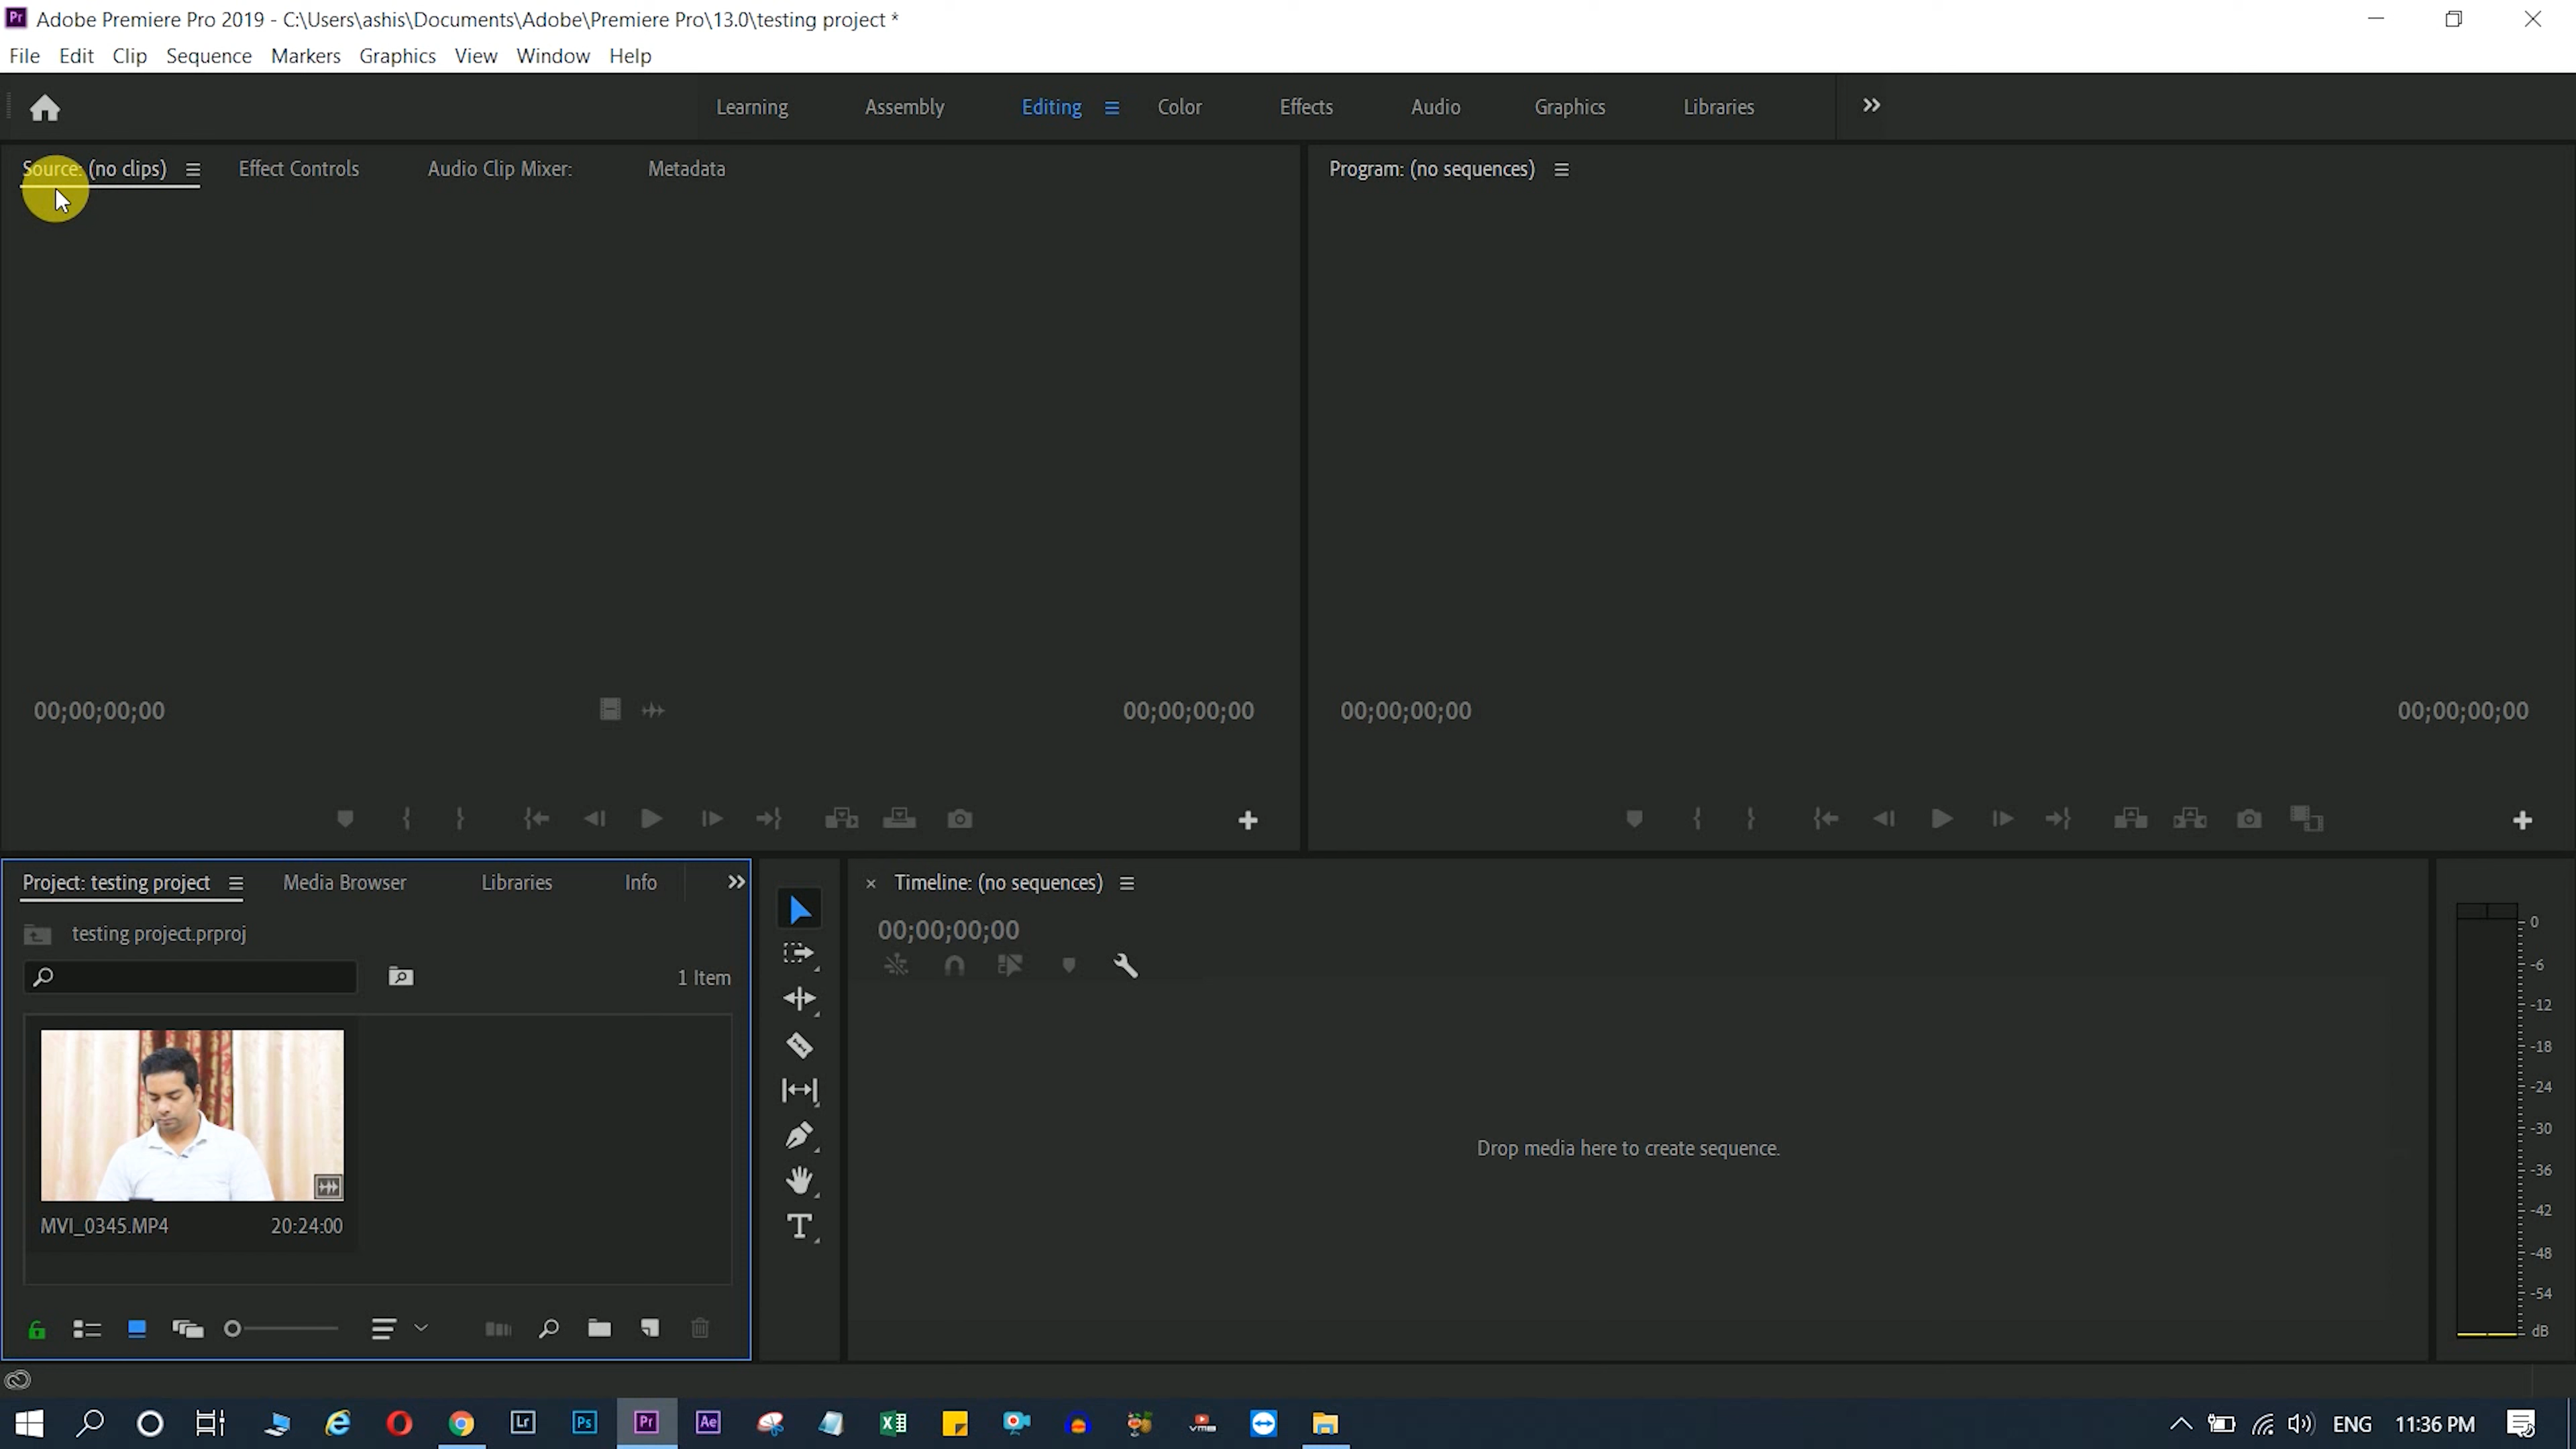 Pr Adobe Premiere Pro 2019 - C:\Users\ashis\Documents\Adobe\Premiere Pro\13.0\testing project *
File Edit Clip Sequence Markers Graphics View Window Help
Learning Assembly Editing Color Effects Audio Graphics Libraries
Source: (no clips) Effect Controls Audio Clip Mixer: Metadata Program: (no sequences)
00;00;00;00 00;00;00;00 00;00;00;00 00;00;00;00
Project: testing project Media Browser Libraries Info Timeline: (no sequences)
testing project.prproj 00;00;00;00
1 Item
MVI_0345.MP4 20:24:00
Drop media here to create sequence.
T
0
-6
-12
-18
-24
-30
-36
-42
-48
-54
dB
Lr Ps Pr Ae ENG 11:36 PM